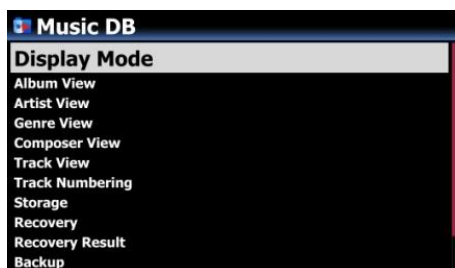 Music DB
Display Mode
Album View
Artist View
Genre View
Composer View
Track View
Track Numbering
Storage
Recovery
Recovery Result
Backup